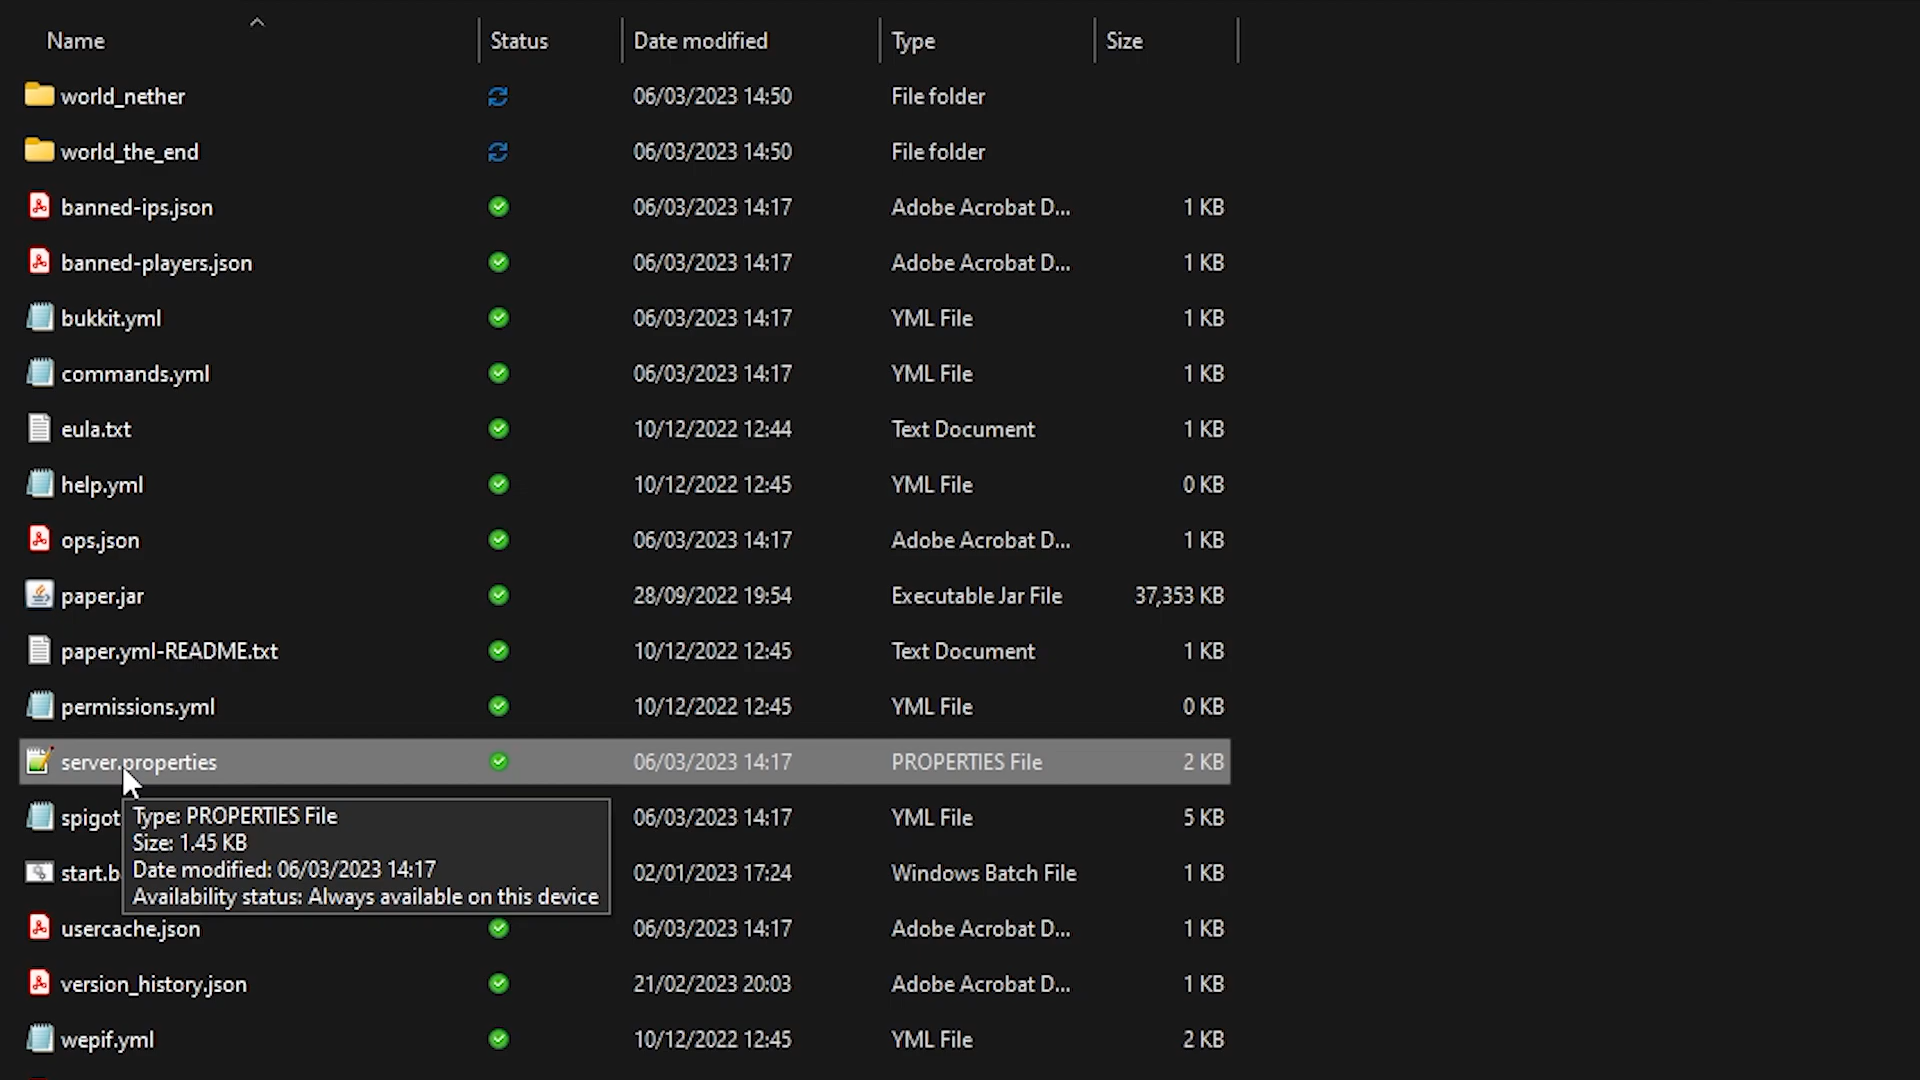 Name Status Date modified Type Size
world_nether 06/03/2023 14:50 File folder
world_the_end 06/03/2023 14:50 File folder
banned-ips.json 06/03/2023 14:17 Adobe Acrobat D... 1 KB
banned-players.json 06/03/2023 14:17 Adobe Acrobat D... 1 KB
bukkit.yml 06/03/2023 14:17 YML File 1 KB
commands.yml 06/03/2023 14:17 YML File 1 KB
eula.txt 10/12/2022 12:44 Text Document 1 KB
help.yml 10/12/2022 12:45 YML File 0 KB
ops.json 06/03/2023 14:17 Adobe Acrobat D... 1 KB
paper.jar 28/09/2022 19:54 Executable Jar File 37,353 KB
paper.yml-README.txt 10/12/2022 12:45 Text Document 1 KB
permissions.yml 10/12/2022 12:45 YML File 0 KB
server.properties 06/03/2023 14:17 PROPERTIES File 2 KB
spigot 06/03/2023 14:17 YML File 5 KB
start.b 02/01/2023 17:24 Windows Batch File 1 KB
Type: PROPERTIES File
Size: 1.45 KB
Date modified: 06/03/2023 14:17
Availability status: Always available on this device
usercache.json 06/03/2023 14:17 Adobe Acrobat D... 1 KB
version_history.json 21/02/2023 20:03 Adobe Acrobat D... 1 KB
wepif.yml 10/12/2022 12:45 YML File 2 KB